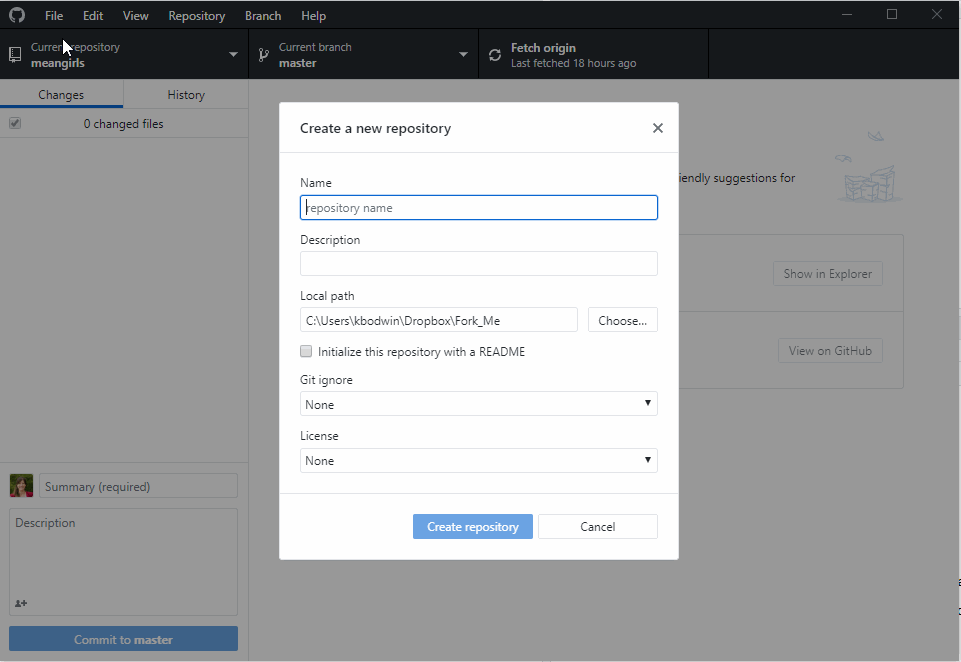 File Edit View Repository Branch Help
Current repository
meangirls
Current branch
master
Fetch origin
Last fetched 18 hours ago
Changes History
0 changed files
Create a new repository
Name
repository name
Description
Local path
C:\Users\kbodwin\Dropbox\Fork_Me
Choose...
Initialize this repository with a README
Git ignore
None
License
None
Create repository Cancel
iendly suggestions for
Show in Explorer
View on GitHub
Summary (required)
Description
Commit to master